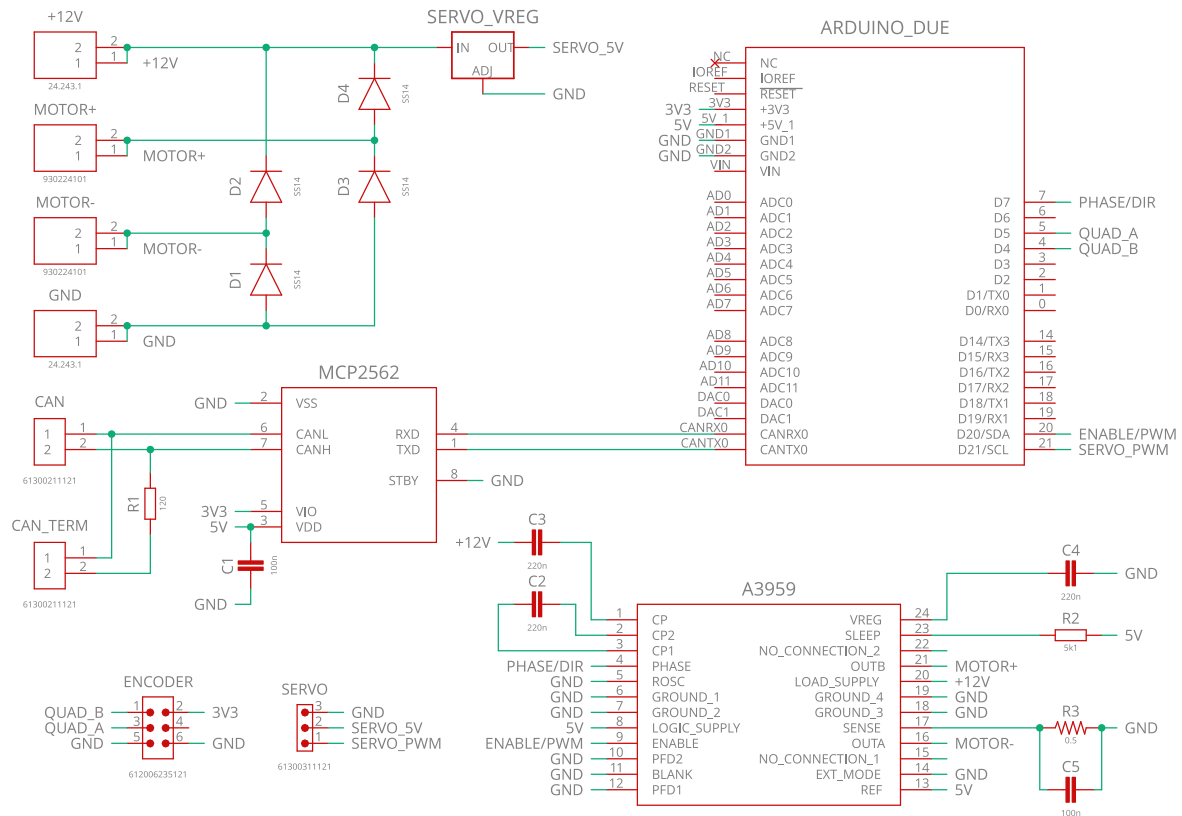 +12V
2
1
+12V
24.243.1
MOTOR+
2
1
MOTOR+
930224101
MOTOR-
2
1
MOTOR-
930224101
GND
2
1
GND
24.243.1
D4
SS14
D2
SS14
D3
SS14
D1
SS14
SERVO_VREG
IN
OUT
ADJ
SERVO_5V
GND
ARDUINO_DUE
NC NC
IOREF IOREF
RESET RESET
3V3 3V3 +3V3
5V 5V_1 +5V_1
GND GND1 GND1
GND GND2 GND2
VIN VIN
AD0 ADC0
AD1 ADC1
AD2 ADC2
AD3 ADC3
AD4 ADC4
AD5 ADC5
AD6 ADC6
AD7 ADC7
AD8 ADC8
AD9 ADC9
AD10 ADC10
AD11 ADC11
DAC0 DAC0
DAC1 DAC1
CANRX0 CANRX0
CANTX0 CANTX0
D7 7 PHASE/DIR
D6 6
D5 5 QUAD_A
D4 4 QUAD_B
D3 3
D2 2
D1/TX0 1
D0/RX0 0
D14/TX3 14
D15/RX3 15
D16/TX2 16
D17/RX2 17
D18/TX1 18
D19/RX1 19
D20/SDA 20 ENABLE/PWM
D21/SCL 21 SERVO_PWM
MCP2562
GND 2 VSS
6 CANL
7 CANH
3V3 5 VIO
5V 3 VDD
RXD 4
TXD 1
STBY 8 GND
C1
100n
GND
CAN
1 1
2 2
61300211121
R1
120
CAN_TERM
1 1
2 2
61300211121
ENCODER
QUAD_B 1 2 3V3
QUAD_A 3 4
GND 5 6 GND
612006235121
SERVO
3 GND
2 SERVO_5V
1 SERVO_PWM
61300311121
+12V
C3
220n
C2
220n
A3959
1 CP
2 CP2
3 CP1
PHASE/DIR 4 PHASE
GND 5 ROSC
GND 6 GROUND_1
GND 7 GROUND_2
5V 8 LOGIC_SUPPLY
ENABLE/PWM 9 ENABLE
GND 10 PFD2
GND 11 BLANK
GND 12 PFD1
VREG 24
SLEEP 23
NO_CONNECTION_2 22
OUTB 21 MOTOR+
LOAD_SUPPLY 20 +12V
GROUND_4 19 GND
GROUND_3 18 GND
SENSE 17
OUTA 16 MOTOR-
NO_CONNECTION_1 15
EXT_MODE 14 GND
REF 13 5V
C4
220n
GND
R2
5k1
5V
R3
0.5
GND
C5
100n